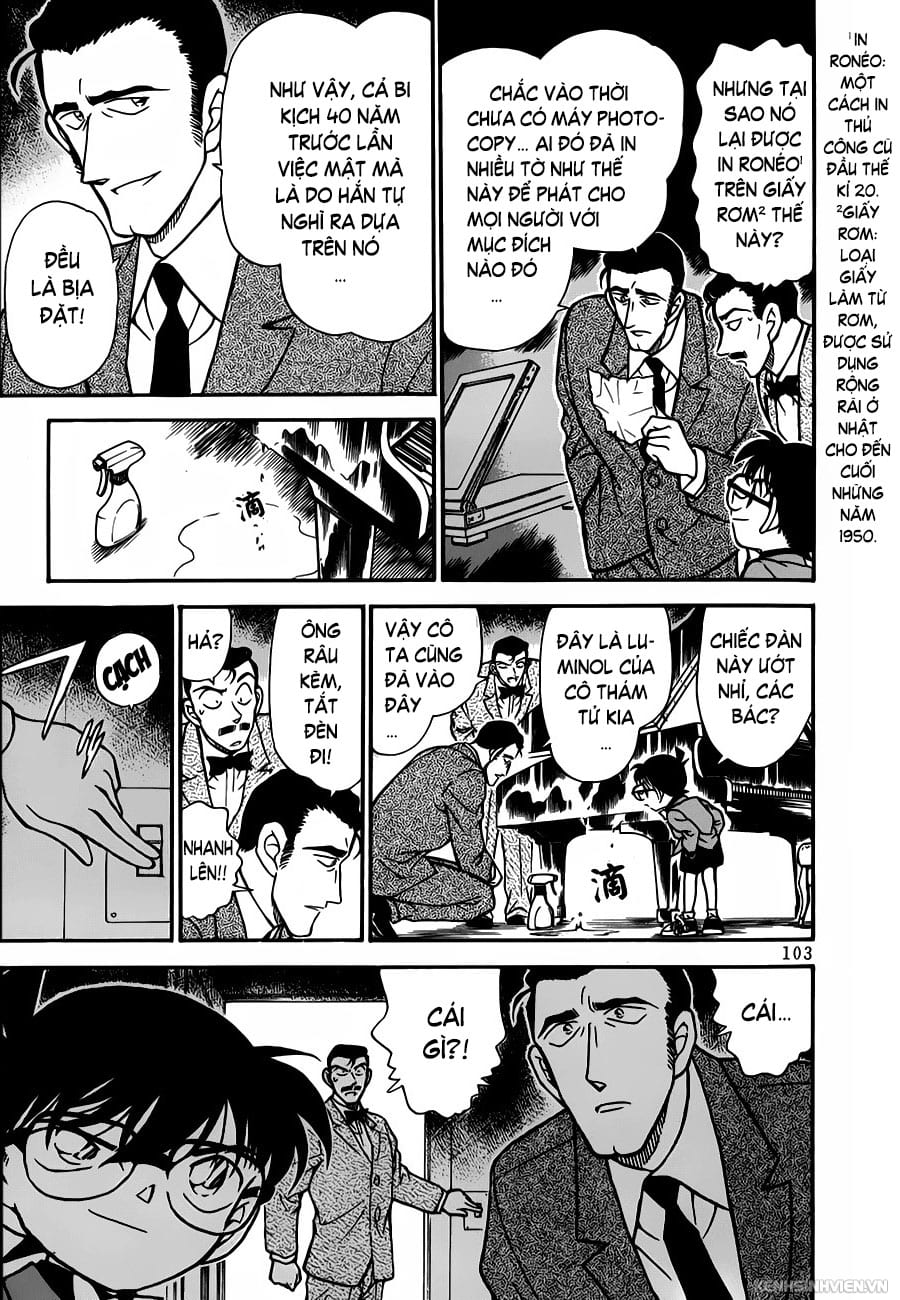 ¹IN
RONÉO:
MỘT
CÁCH IN
THỦ
CÔNG CŨ
ĐẦU THẾ
KỈ 20.
²GIẤY
RƠM:
LOẠI
GIẤY
LÀM TỪ
RƠM,
ĐƯỢC SỬ
DỤNG
RỘNG
RÃI Ở
NHẬT
CHO ĐẾN
CUỐI
NHỮNG
NĂM
1950.
NHƯNG TẠI
SAO NÓ
LẠI ĐƯỢC
IN RONÉO¹
TRÊN GIẤY
RƠM² THẾ
NÀY?
CHẮC VÀO THỜI
CHƯA CÓ MÁY PHOTO-
COPY... AI ĐÓ ĐÃ IN
NHIỀU TỜ NHƯ THẾ
NÀY ĐỂ PHÁT CHO
MỌI NGƯỜI VỚI
MỤC ĐÍCH
NÀO ĐÓ
...
NHƯ VẬY, CẢ BI
KỊCH 40 NĂM
TRƯỚC LẪN
VIỆC MẬT MÀ
LÀ DO HẮN TỰ
NGHĨ RA DỰA
TRÊN NÓ
...
ĐỀU
LÀ BỊA
ĐẶT!
滴
CHIẾC ĐÀN
NÀY ƯỚT
NHỈ, CÁC
BÁC?
ĐÂY LÀ LU-
MINOL CỦA
CÔ THÁM
TỬ KIA
...
VẬY CÔ
TA CŨNG
ĐÃ VÀO
ĐÂY
...
滴
ÔNG
RÂU
KẼM,
TẮT
ĐÈN
ĐI!
HẢ?
NHANH
LÊN!!
CẠCH
103
CÁI...
CÁI
GÌ?!
KENHSINHVIEN.VN